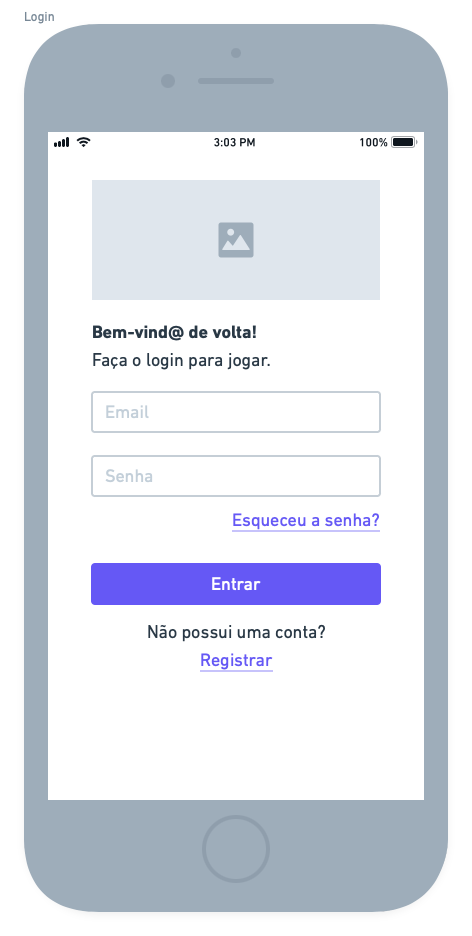 Login
3:03 PM
100%
Bem-vind@ de volta!
Faça o login para jogar.
Email
Senha
Esqueceu a senha?
Entrar
Não possui uma conta?
Registrar